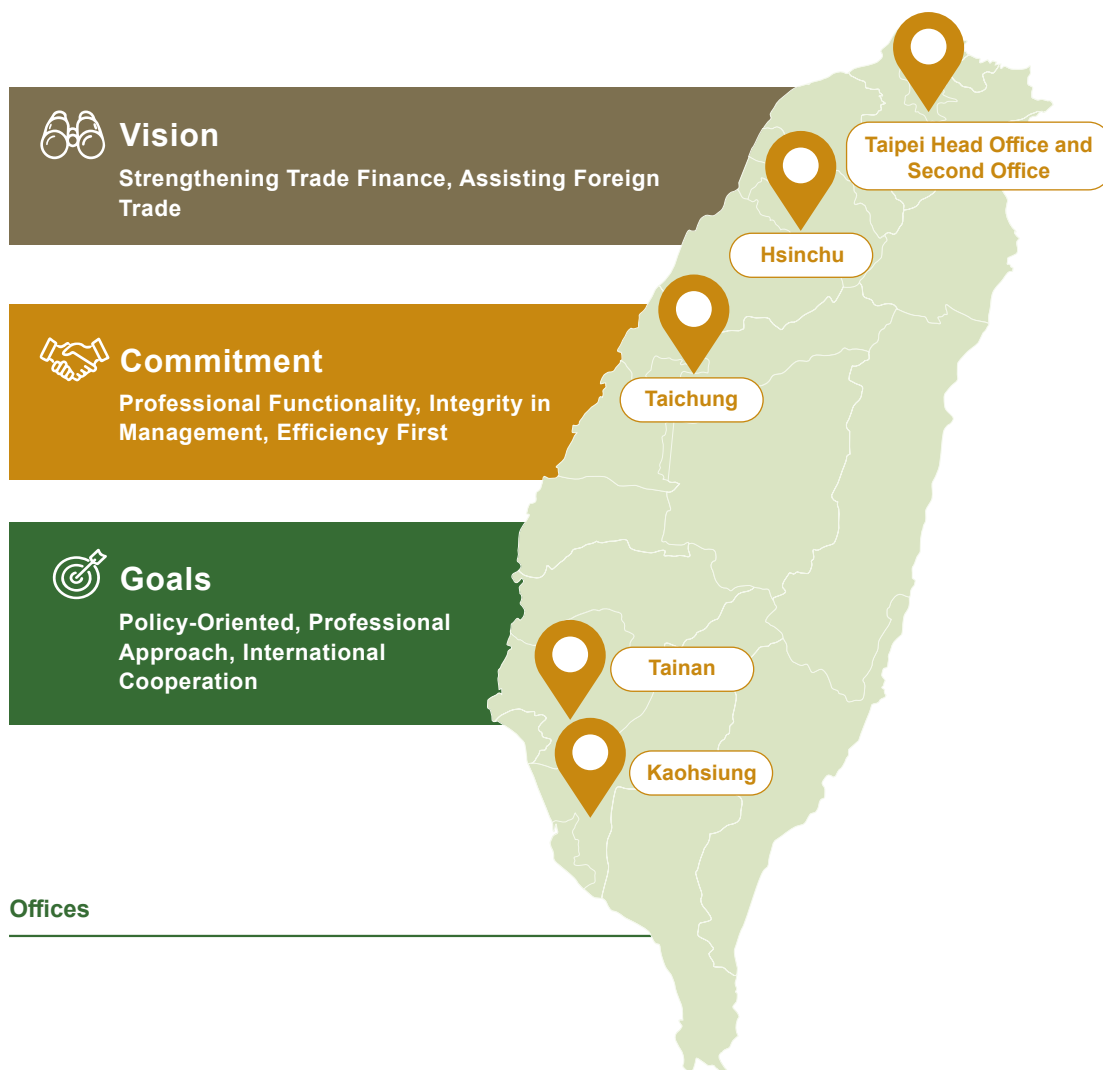 Vision
Strengthening Trade Finance, Assisting Foreign
Trade
Commitment
Professional Functionality, Integrity in
Management, Efficiency First
Goals
Policy-Oriented, Professional
Approach, International
Cooperation
Taipei Head Office and
Second Office
Hsinchu
Taichung
Tainan
Kaohsiung
Offices